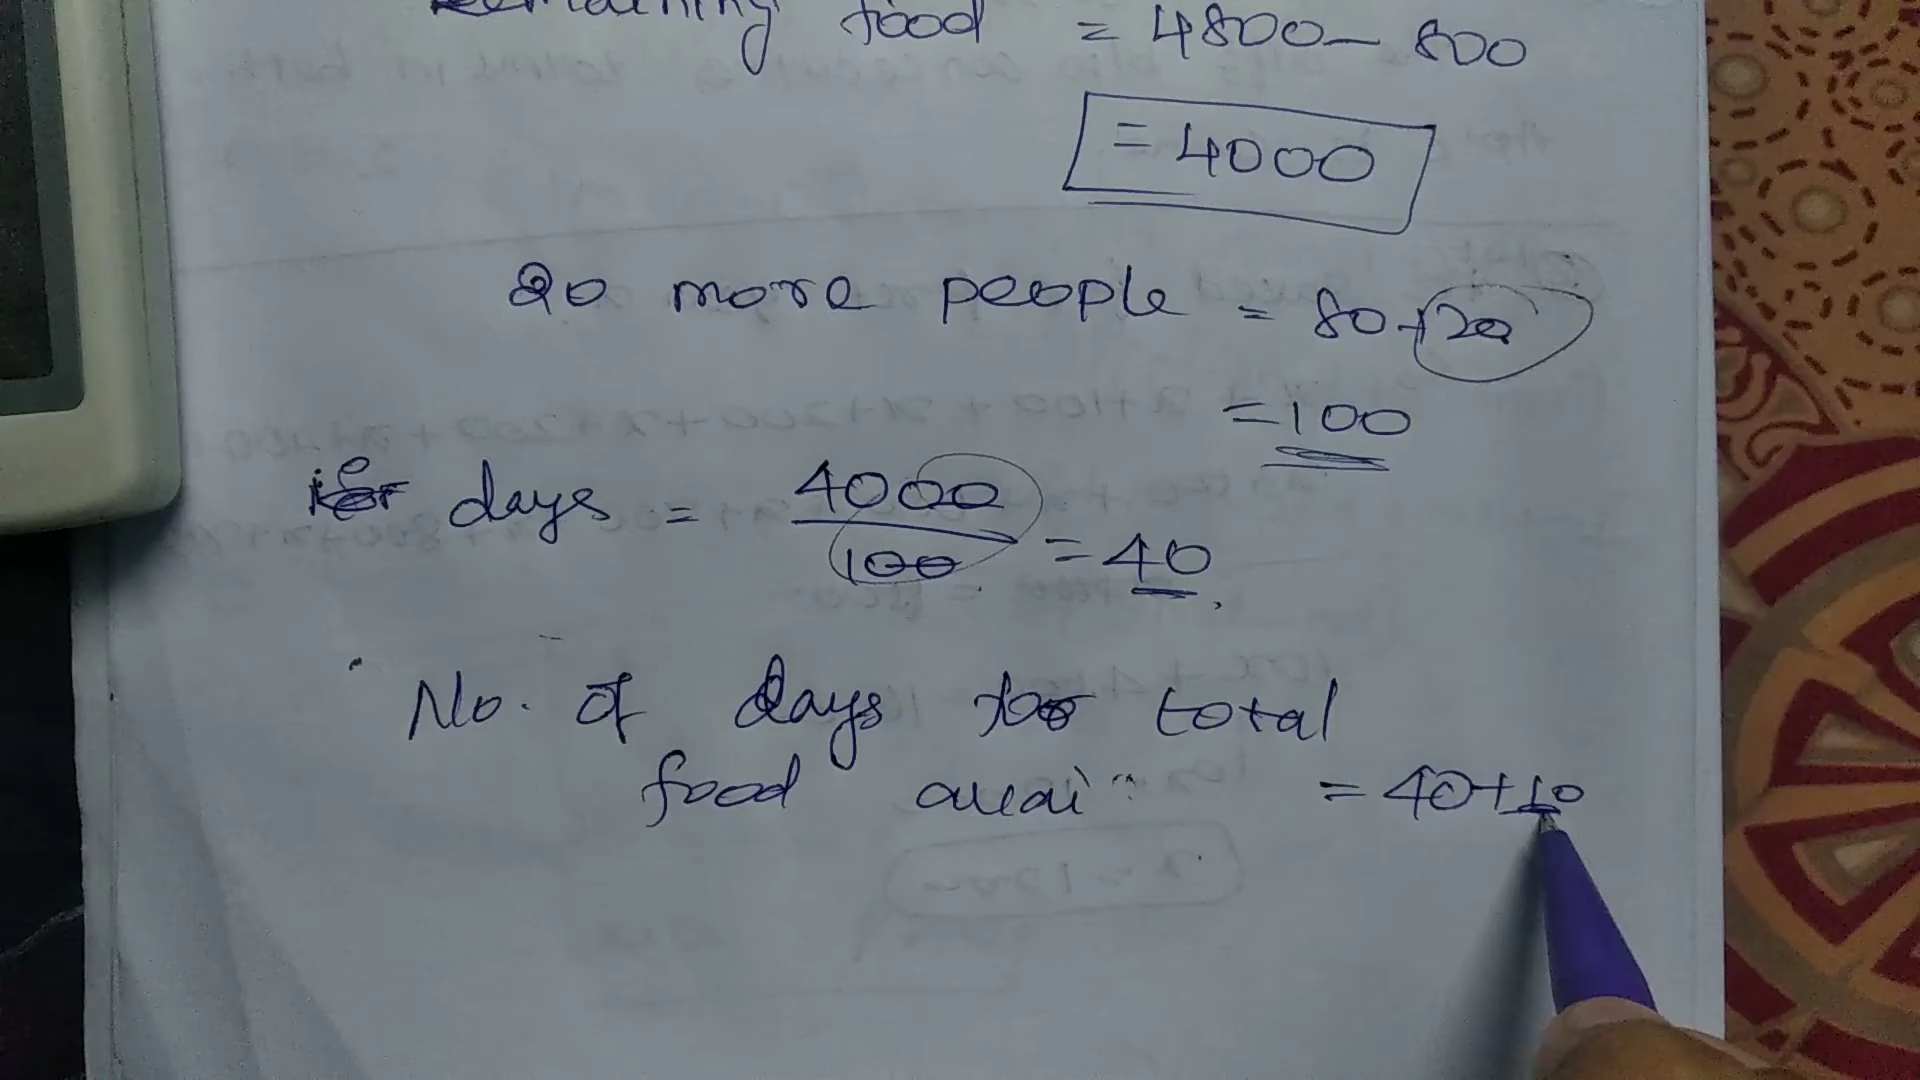 Remaining food = 4800 - 800
= 4000
20 more people = 80+20
= 100
days = 4000/100 = 40.
No. of days total
food avai = 40+10